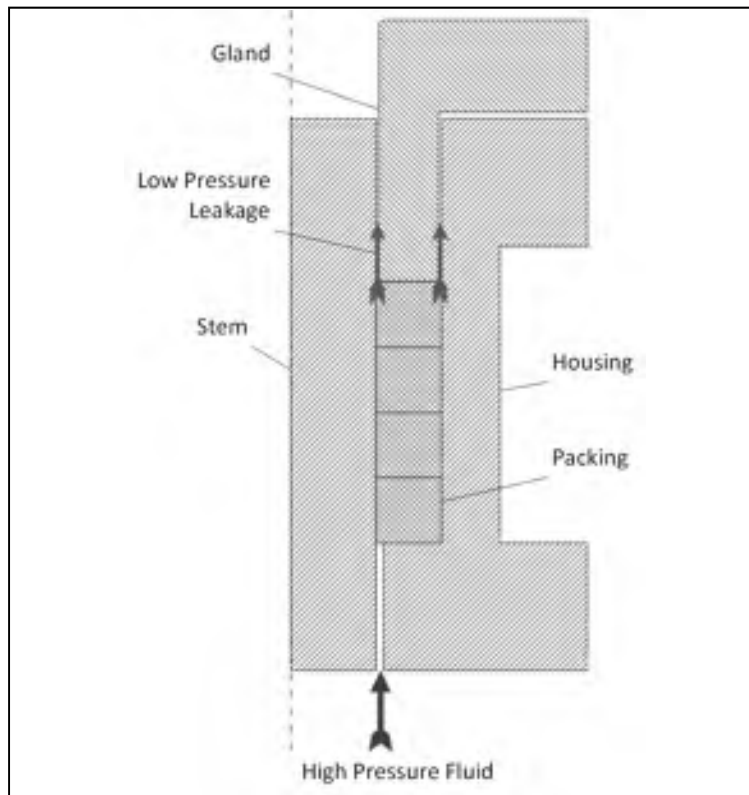 Gland
Low Pressure
Leakage
Stem
Housing
Packing
High Pressure Fluid